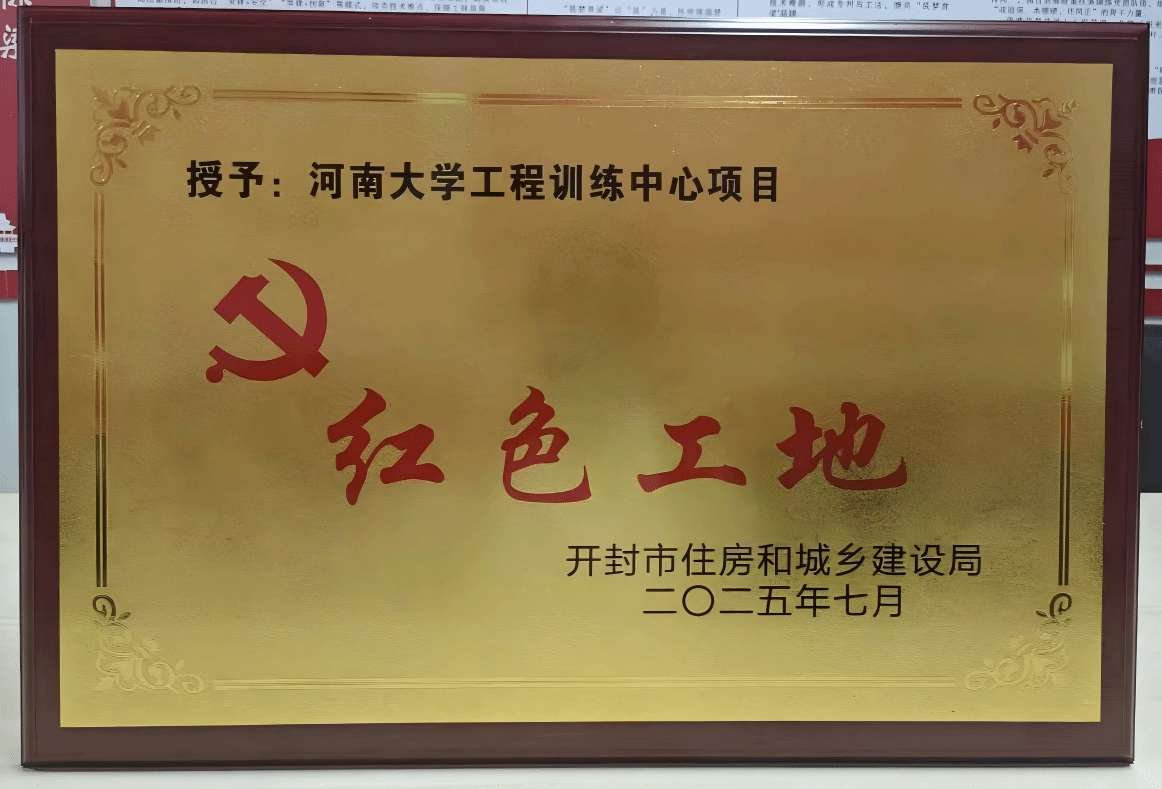 授予：河南大学工程训练中心项目
红色工地
开封市住房和城乡建设局
二〇二五年七月